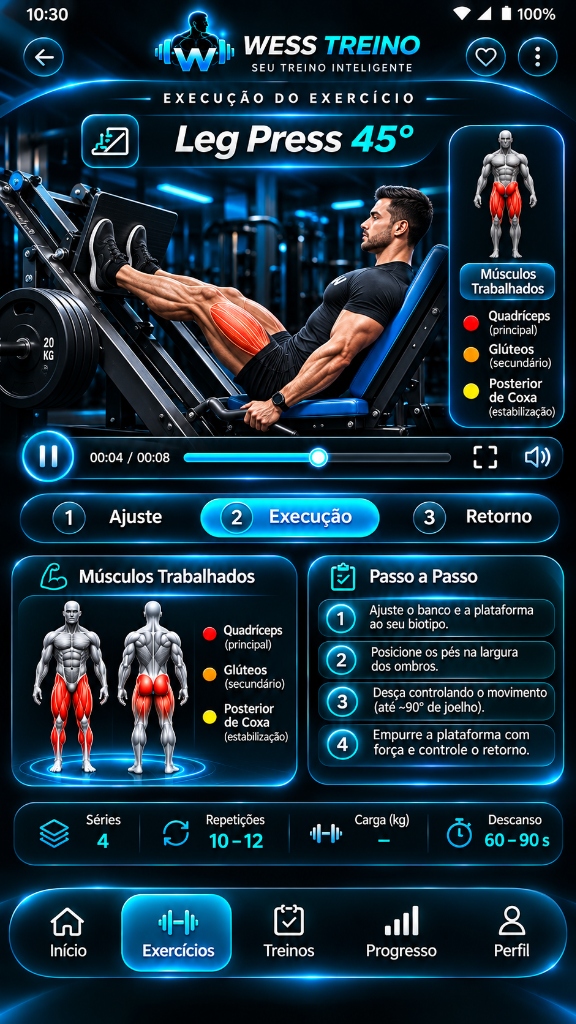 10:30
100%
W
WESS TREINO
SEU TREINO INTELIGENTE
EXECUÇÃO DO EXERCÍCIO
Leg Press 45°
20
KG
Músculos
Trabalhados
Quadríceps
(principal)
Glúteos
(secundário)
Posterior
de Coxa
(estabilização)
00:04 / 00:08
1 Ajuste
2 Execução
3 Retorno
Músculos Trabalhados
Quadríceps
(principal)
Glúteos
(secundário)
Posterior
de Coxa
(estabilização)
Passo a Passo
1 Ajuste o banco e a plataforma
ao seu biotipo.
2 Posicione os pés na largura
dos ombros.
3 Desça controlando o movimento
(até ~90° de joelho).
4 Empurre a plataforma com
força e controle o retorno.
Séries
4
Repetições
10–12
Carga (kg)
–
Descanso
60–90 s
Início
Exercícios
Treinos
Progresso
Perfil